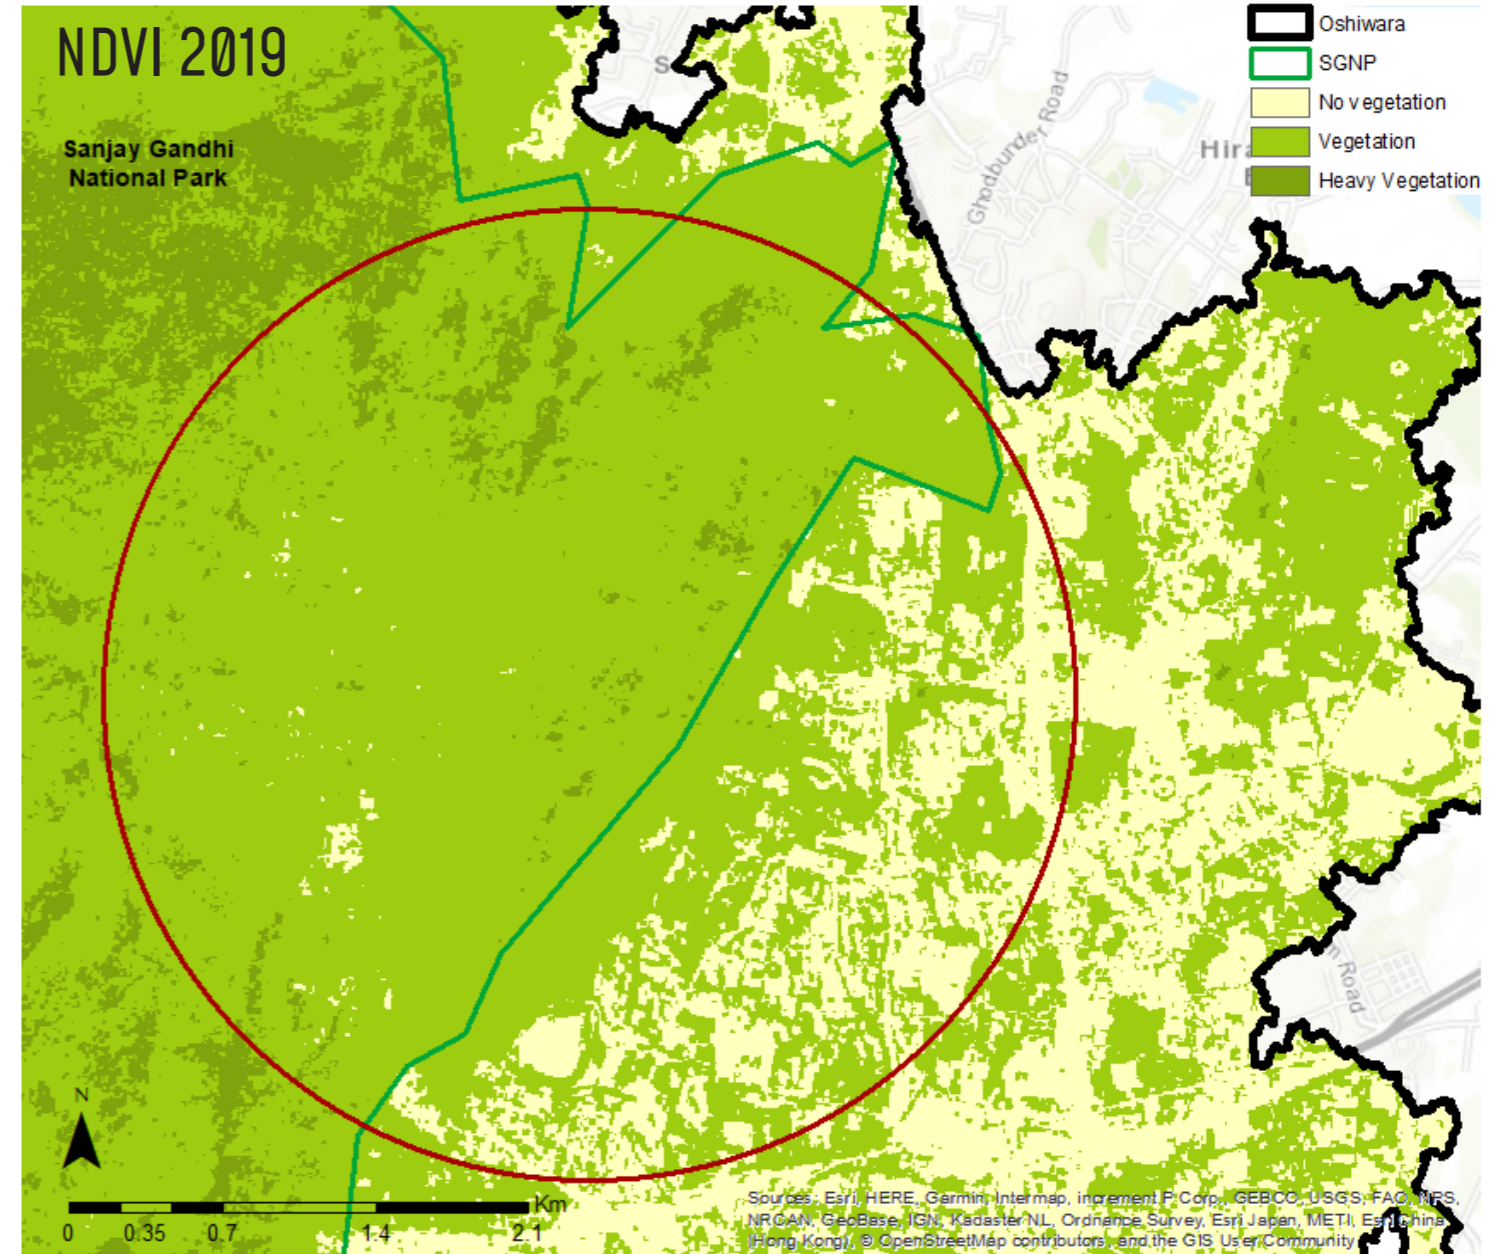 NDVI 2019
Sanjay Gandhi
National Park
S
Ghodbunder Road
Hira
Oshiwara
SGNP
No vegetation
Vegetation
Heavy Vegetation
m Road
N
Km
0 0.35 0.7 1.4 2.1
Sources: Esri, HERE, Garmin, Intermap, increment P Corp., GEBCO, USGS, FAO, NPS,
NRCAN, GeoBase, IGN, Kadaster NL, Ordnance Survey, Esri Japan, METI, Esri China
(Hong Kong), © OpenStreetMap contributors, and the GIS User Community